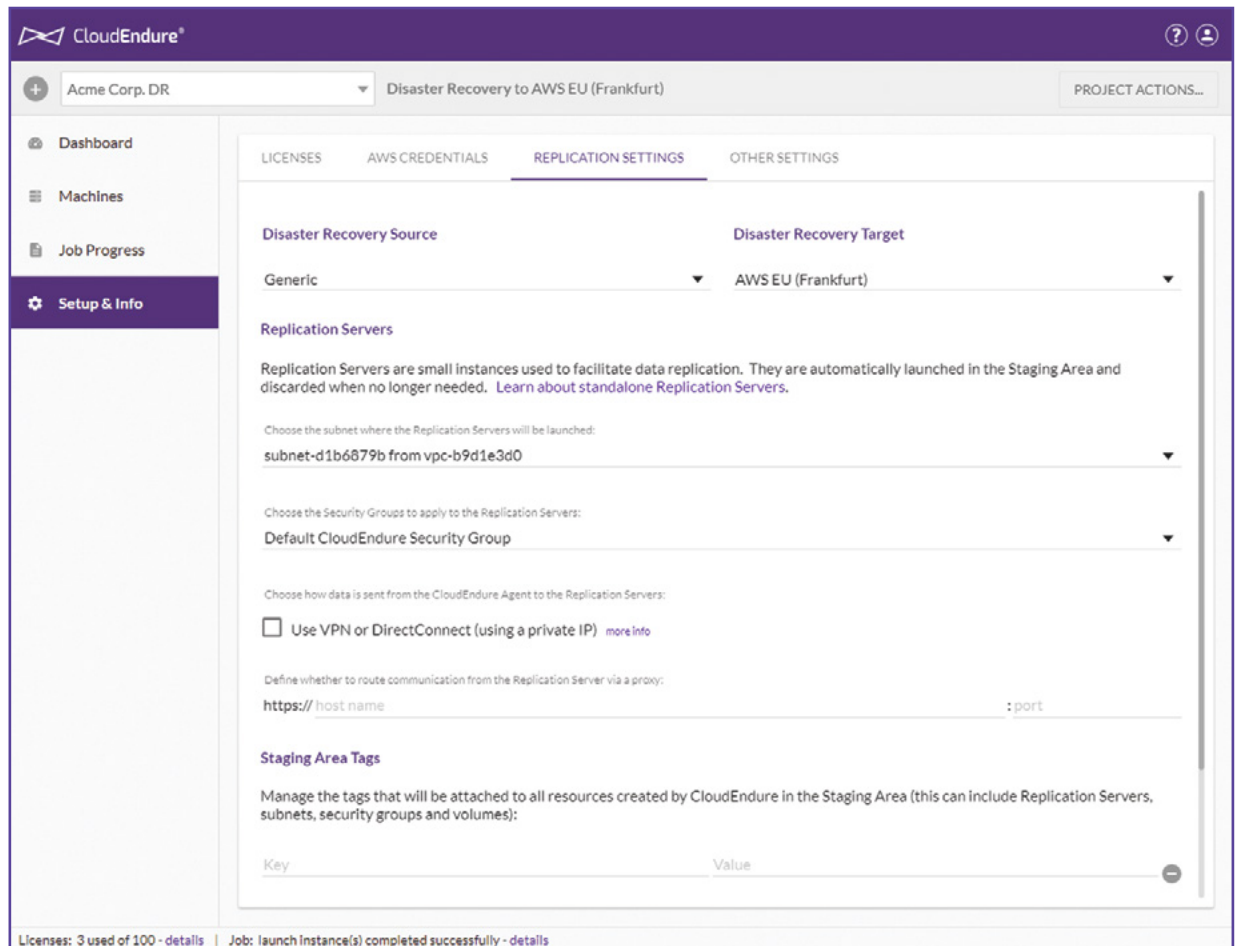 CloudEndure®
?
Acme Corp. DR
Disaster Recovery to AWS EU (Frankfurt)
PROJECT ACTIONS...
Dashboard
Machines
Job Progress
Setup & Info
LICENSES AWS CREDENTIALS REPLICATION SETTINGS OTHER SETTINGS
Disaster Recovery Source Disaster Recovery Target
Generic AWS EU (Frankfurt)
Replication Servers
Replication Servers are small instances used to facilitate data replication. They are automatically launched in the Staging Area and
discarded when no longer needed. Learn about standalone Replication Servers.
Choose the subnet where the Replication Servers will be launched:
subnet-d1b6879b from vpc-b9d1e3d0
Choose the Security Groups to apply to the Replication Servers:
Default CloudEndure Security Group
Choose how data is sent from the CloudEndure Agent to the Replication Servers:
Use VPN or DirectConnect (using a private IP) more info
Define whether to route communication from the Replication Server via a proxy:
https:// host name : port
Staging Area Tags
Manage the tags that will be attached to all resources created by CloudEndure in the Staging Area (this can include Replication Servers,
subnets, security groups and volumes):
Key Value
Licenses: 3 used of 100 - details | Job: launch instance(s) completed successfully - details